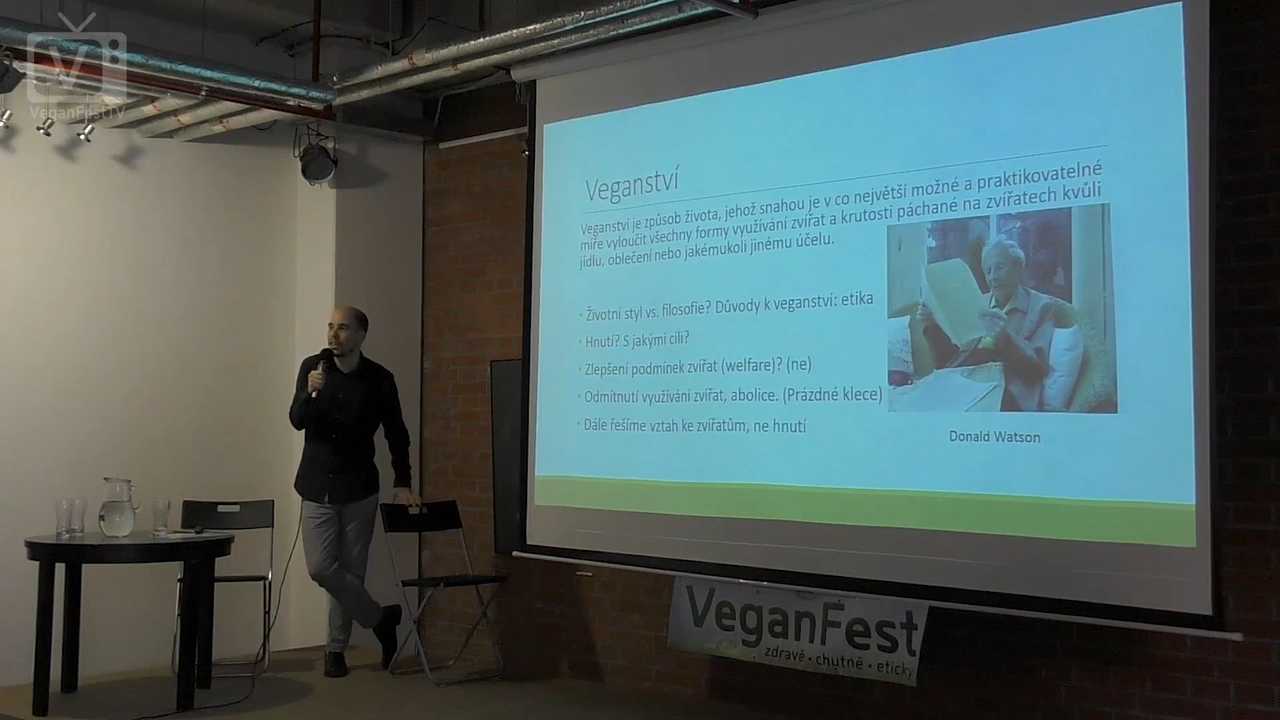 V
VeganFestTV
Veganství
Veganství je způsob života, jehož snahou je v co největší možné a praktikovatelné
míře vyloučit všechny formy využívání zvířat a krutosti páchané na zvířatech kvůli
jídlu, oblečení nebo jakémukoli jinému účelu.
• Životní styl vs. filosofie? Důvody k veganství: etika
• Hnutí? S jakými cíli?
• Zlepšení podmínek zvířat (welfare)? (ne)
• Odmítnutí využívání zvířat, abolice. (Prázdné klece)
• Dále řešíme vztah ke zvířatům, ne hnutí
Donald Watson
VeganFest
zdravě • chutně • eticky